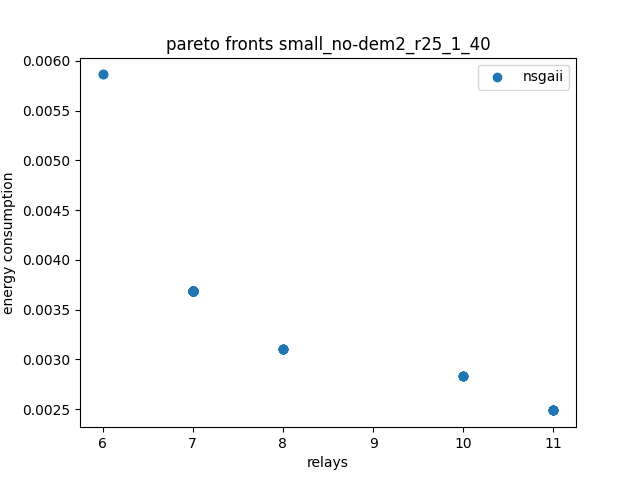 pareto fronts small_no-dem2_r25_1_40
nsgaii
0.0060
0.0055
0.0050
0.0045
0.0040
0.0035
0.0030
0.0025
energy consumption
6 7 8 9 10 11
relays